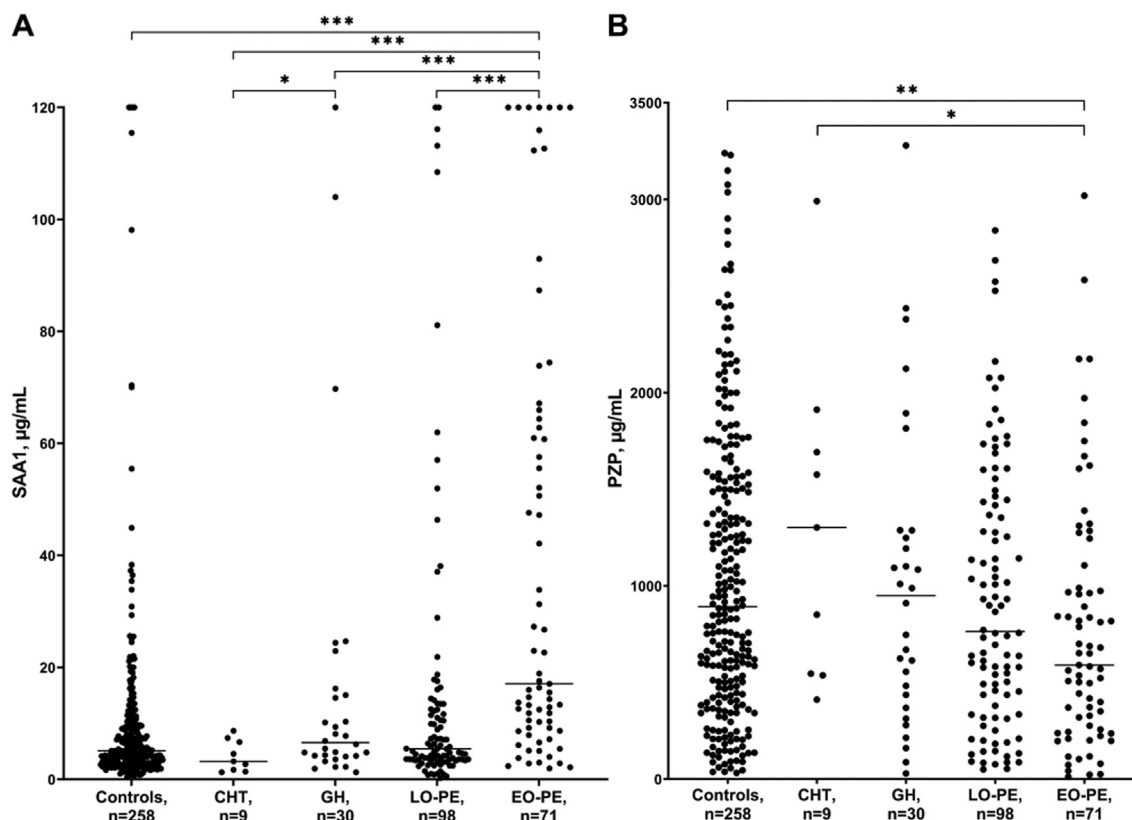 A
***
***
***
*
***
120
100
80
60
40
20
0
SAA1, µg/mL
Controls, n=258
CHT, n=9
GH, n=30
LO-PE, n=98
EO-PE, n=71
B
**
*
3500
3000
2000
1000
0
PZP, µg/mL
Controls, n=258
CHT, n=9
GH, n=30
LO-PE, n=98
EO-PE, n=71